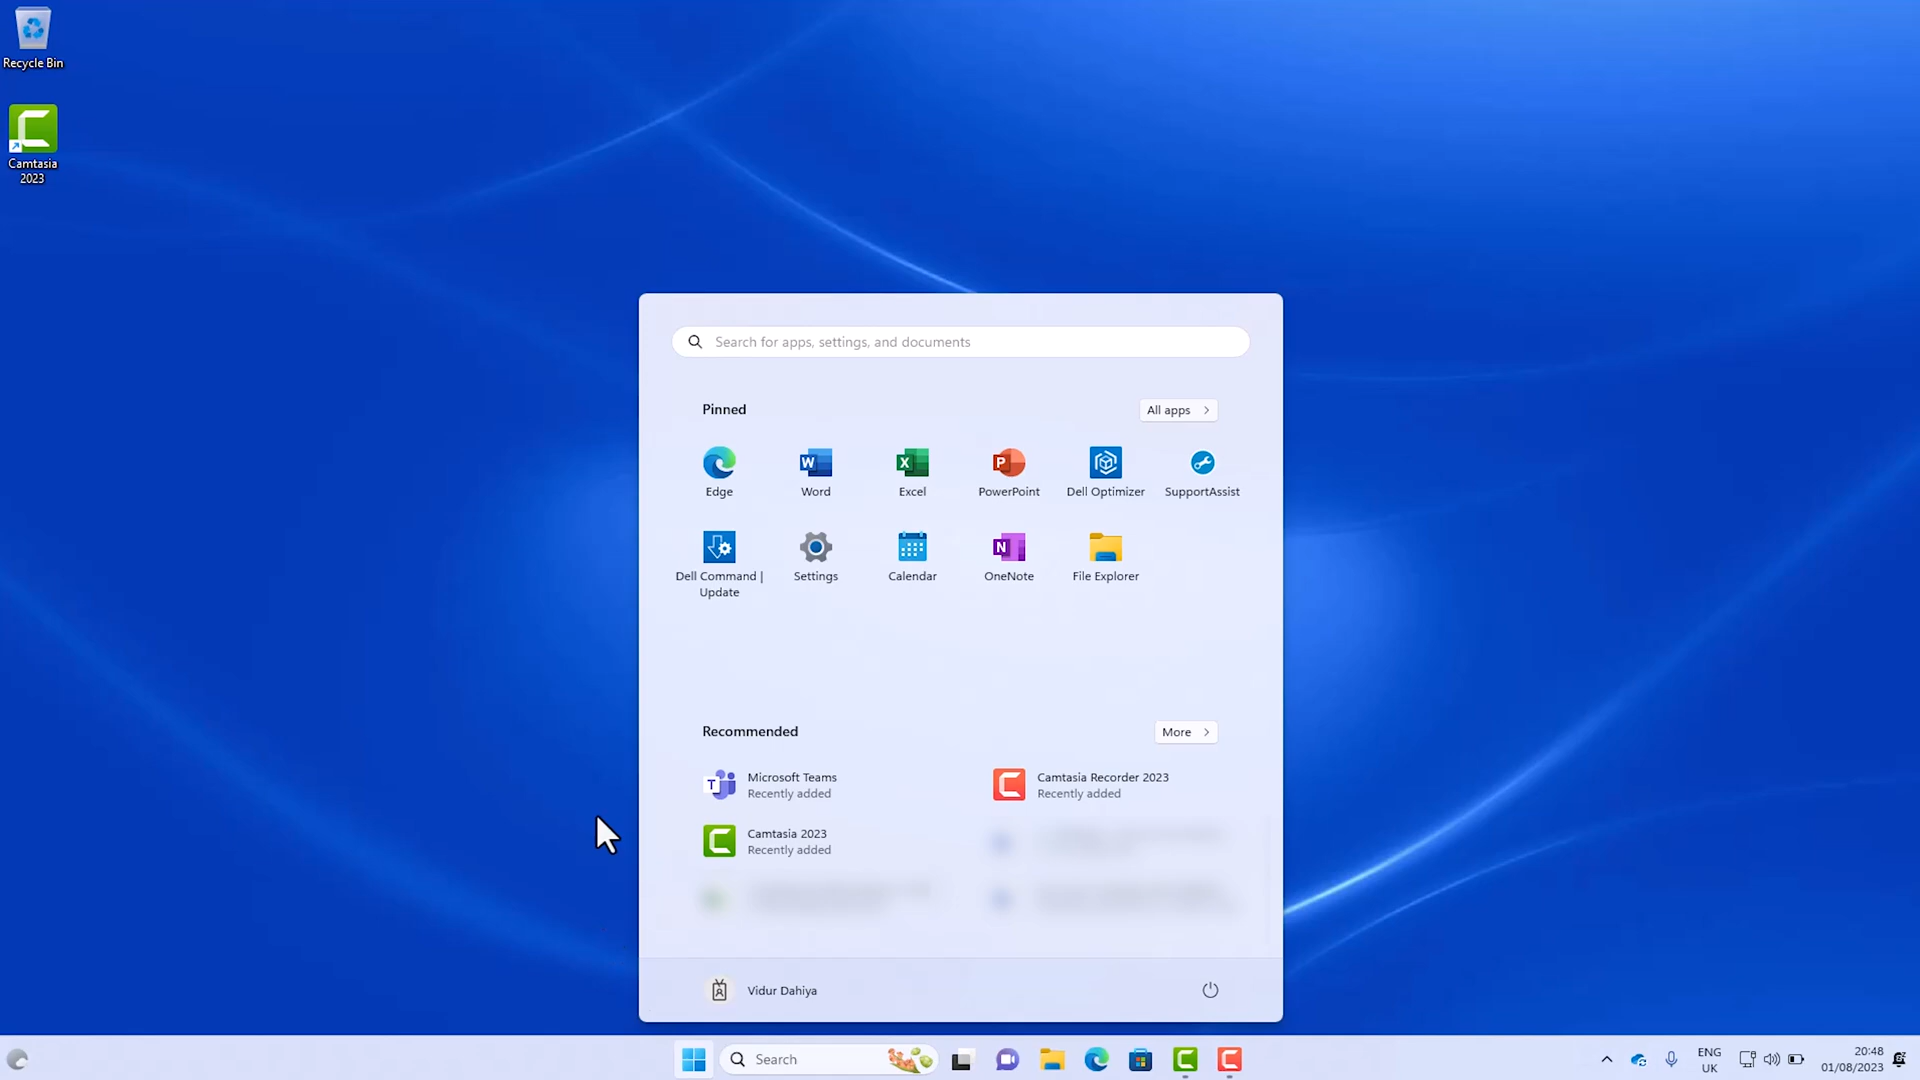 Recycle Bin
Camtasia
2023
Search for apps, settings, and documents
Pinned
All apps
Edge
Word
Excel
PowerPoint
Dell Optimizer
SupportAssist
Dell Command |
Update
Settings
Calendar
OneNote
File Explorer
Recommended
More
Microsoft Teams
Recently added
Camtasia Recorder 2023
Recently added
Camtasia 2023
Recently added
Vidur Dahiya
Search
ENG
UK
20:48
01/08/2023